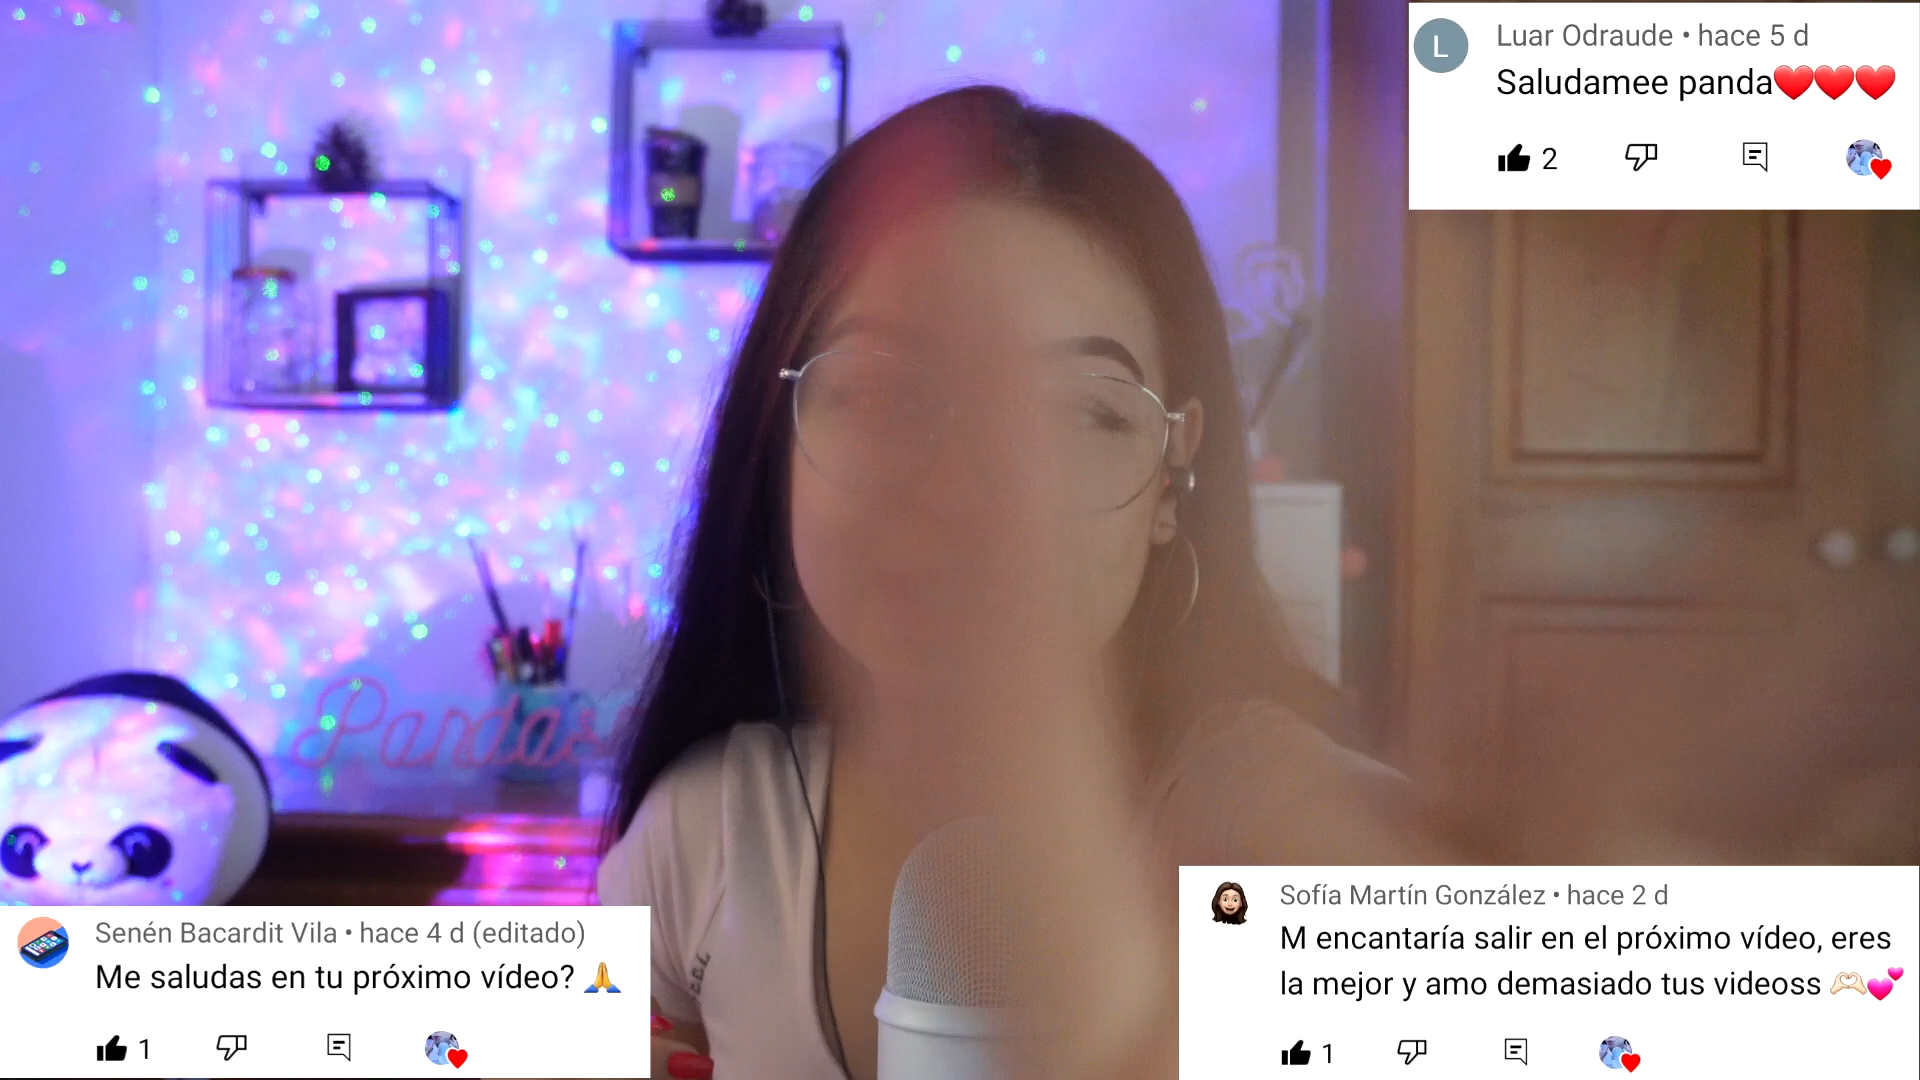 Luar Odraude • hace 5 d
Saludamee panda❤️❤️❤️
2
Pandas
Senén Bacardit Vila • hace 4 d (editado)
Me saludas en tu próximo vídeo? 🙏
1
Sofía Martín González • hace 2 d
M encantaría salir en el próximo vídeo, eres
la mejor y amo demasiado tus videoss 🫶🏻💕
1